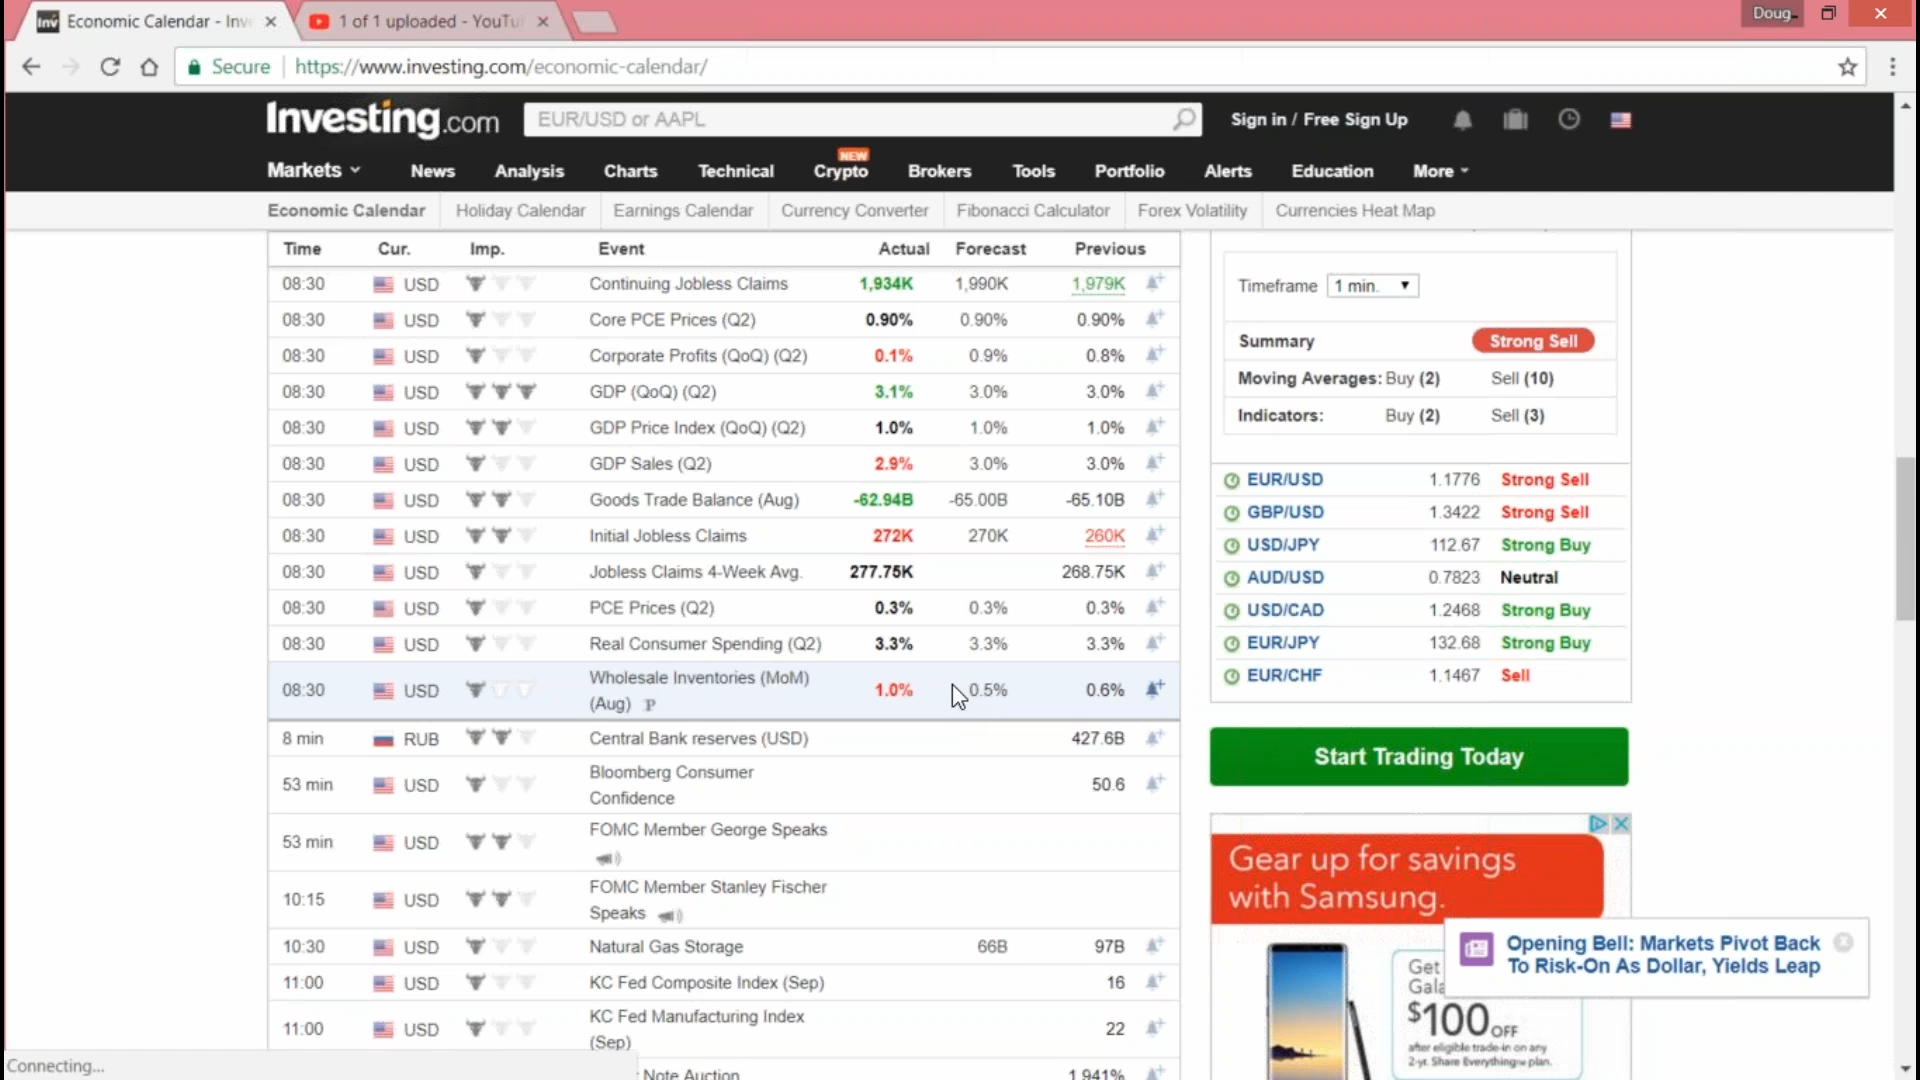 Economic Calendar - Inve
1 of 1 uploaded - YouTu
Doug
Secure
https://www.investing.com/economic-calendar/
Investing.com
EUR/USD or AAPL
Sign in / Free Sign Up
NEW
Markets News Analysis Charts Technical Crypto Brokers Tools Portfolio Alerts Education More
Economic Calendar Holiday Calendar Earnings Calendar Currency Converter Fibonacci Calculator Forex Volatility Currencies Heat Map
Time Cur. Imp. Event Actual Forecast Previous
08:30 USD Continuing Jobless Claims 1,934K 1,990K 1,979K
08:30 USD Core PCE Prices (Q2) 0.90% 0.90% 0.90%
08:30 USD Corporate Profits (QoQ) (Q2) 0.1% 0.9% 0.8%
08:30 USD GDP (QoQ) (Q2) 3.1% 3.0% 3.0%
08:30 USD GDP Price Index (QoQ) (Q2) 1.0% 1.0% 1.0%
08:30 USD GDP Sales (Q2) 2.9% 3.0% 3.0%
08:30 USD Goods Trade Balance (Aug) -62.94B -65.00B -65.10B
08:30 USD Initial Jobless Claims 272K 270K 260K
08:30 USD Jobless Claims 4-Week Avg. 277.75K 268.75K
08:30 USD PCE Prices (Q2) 0.3% 0.3% 0.3%
08:30 USD Real Consumer Spending (Q2) 3.3% 3.3% 3.3%
08:30 USD Wholesale Inventories (MoM) 1.0% 0.5% 0.6%
(Aug) P
8 min RUB Central Bank reserves (USD) 427.6B
53 min USD Bloomberg Consumer 50.6
Confidence
53 min USD FOMC Member George Speaks
10:15 USD FOMC Member Stanley Fischer
Speaks
10:30 USD Natural Gas Storage 66B 97B
11:00 USD KC Fed Composite Index (Sep) 16
11:00 USD KC Fed Manufacturing Index 22
(Sep)
Note Auction 1.941%
Timeframe 1 min.
Summary Strong Sell
Moving Averages: Buy (2) Sell (10)
Indicators: Buy (2) Sell (3)
EUR/USD 1.1776 Strong Sell
GBP/USD 1.3422 Strong Sell
USD/JPY 112.67 Strong Buy
AUD/USD 0.7823 Neutral
USD/CAD 1.2468 Strong Buy
EUR/JPY 132.68 Strong Buy
EUR/CHF 1.1467 Sell
Start Trading Today
Gear up for savings
with Samsung.
Opening Bell: Markets Pivot Back
To Risk-On As Dollar, Yields Leap
Get
Gala
$100 OFF
after eligible trade-in on any
2-yr. Share Everything plan.
Connecting...